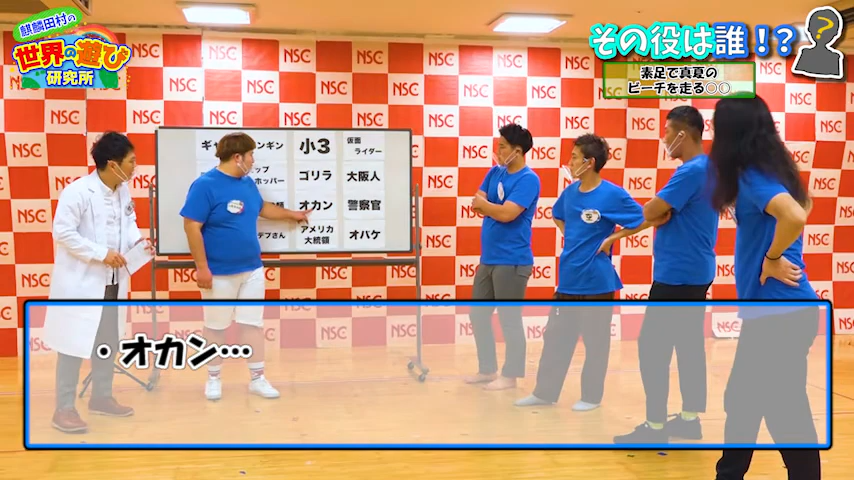 麒麟田村の
世界の遊び
研究所
その役は誰!?
?
素足で真夏の
ビーチを走る○○
NSC
小3
仮面
ライダー
ゴリラ
大阪人
オカン
警察官
アメリカ
大統領
オバケ
・オカン…